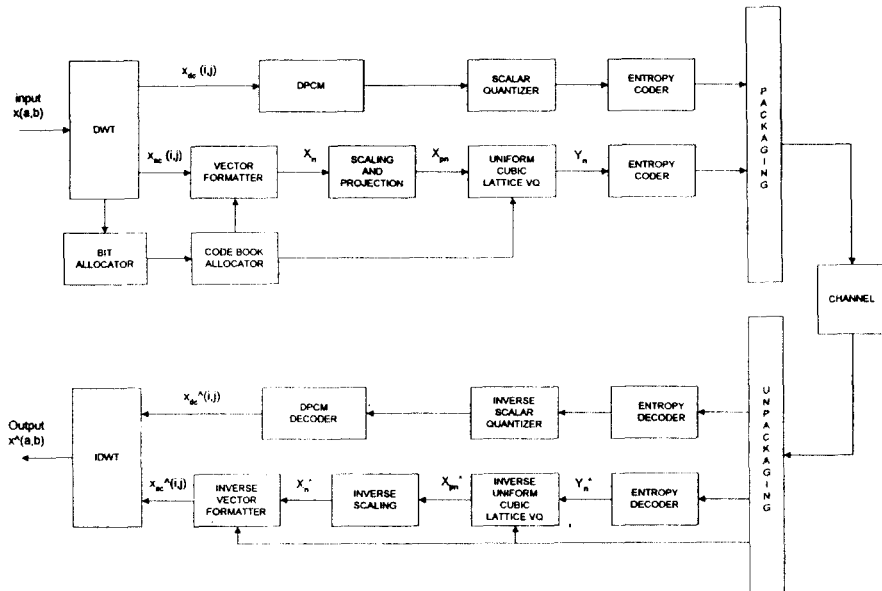 x_dc (i,j)
DPCM
SCALAR
QUANTIZER
ENTROPY
CODER
PACKAGING
input
x(a,b)
DWT
x_ac (i,j)
VECTOR
FORMATTER
X_n
SCALING
AND
PROJECTION
X_pn
UNIFORM
CUBIC
LATTICE VQ
Y_n
ENTROPY
CODER
BIT
ALLOCATOR
CODE BOOK
ALLOCATOR
CHANNEL
x_dc^(i,j)
DPCM
DECODER
INVERSE
SCALAR
QUANTIZER
ENTROPY
DECODER
UNPACKAGING
Output
x^(a,b)
IDWT
x_ac^(i,j)
INVERSE
VECTOR
FORMATTER
X_n^
INVERSE
SCALING
X_pn^
INVERSE
UNIFORM
CUBIC
LATTICE VQ
Y_n^
ENTROPY
DECODER